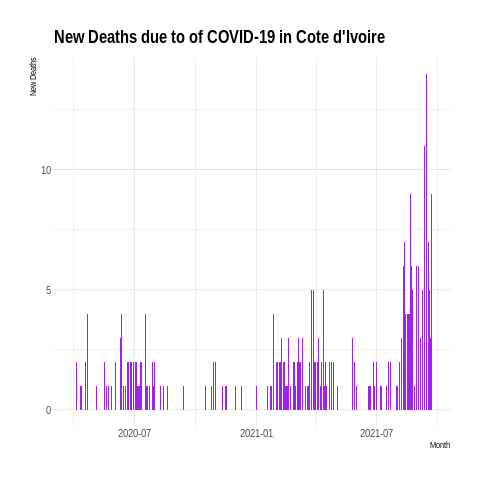 New Deaths due to of COVID-19 in Cote d'Ivoire
New Deaths
10
5
0
2020-07 2021-01 2021-07
Month